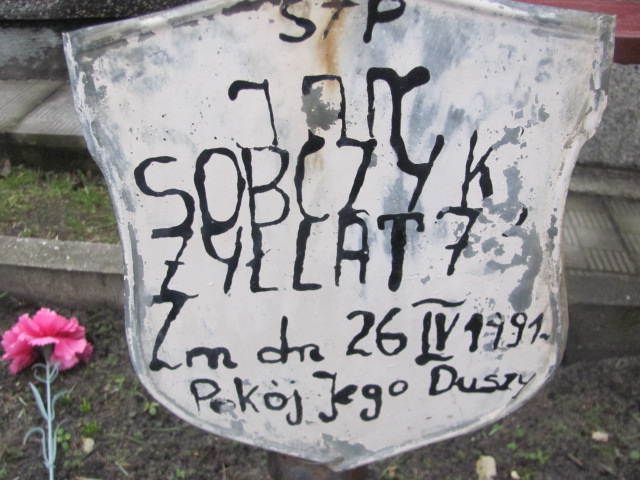 S†P
Jan
SOBCZYK
ŻYŁ LAT 73
Zm dn 26 IV 1991.
Pokój Jego Duszy